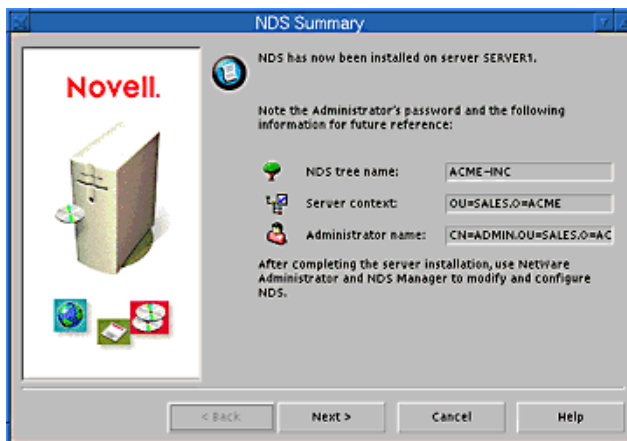 NDS Summary
Novell.
NDS has now been installed on server SERVER1.
Note the Administrator's password and the following
information for future reference:
NDS tree name: ACME-INC
Server context: OU=SALES.O=ACME
Administrator name: CN=ADMIN.OU=SALES.O=AC
After completing the server installation, use NetWare
Administrator and NDS Manager to modify and configure
NDS.
< Back Next > Cancel Help